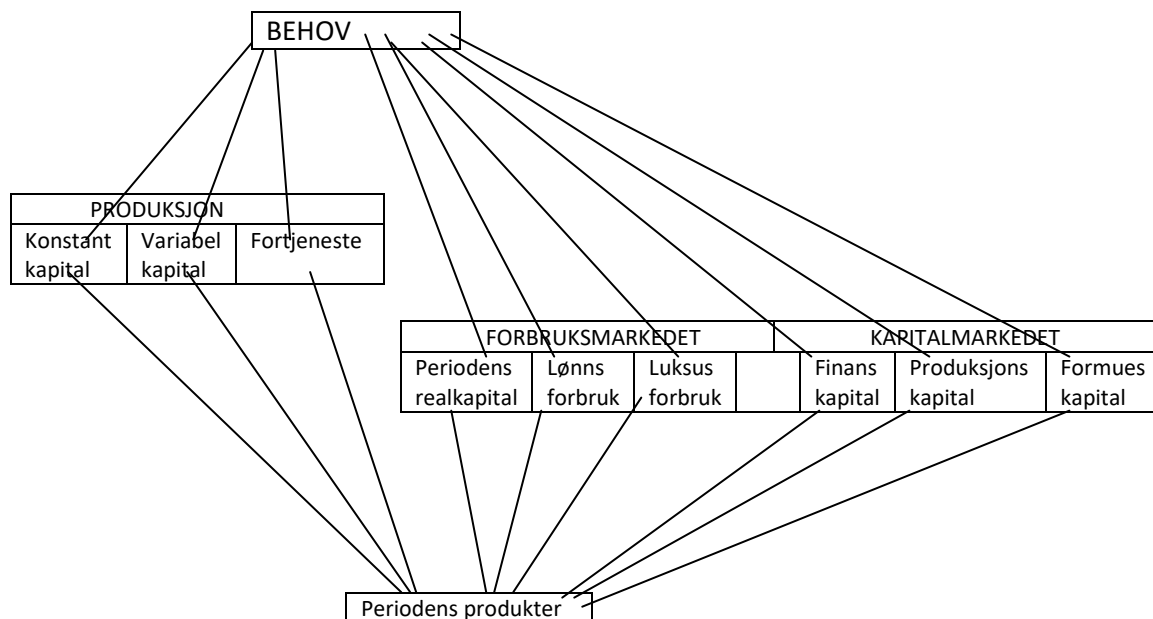 BEHOV
PRODUKSJON
Konstant Variabel Fortjeneste
kapital kapital
FORBRUKSMARKEDET KAPITALMARKEDET
Periodens Lønns Luksus Finans Produksjons Formues
realkapital forbruk forbruk kapital kapital kapital
Periodens produkter